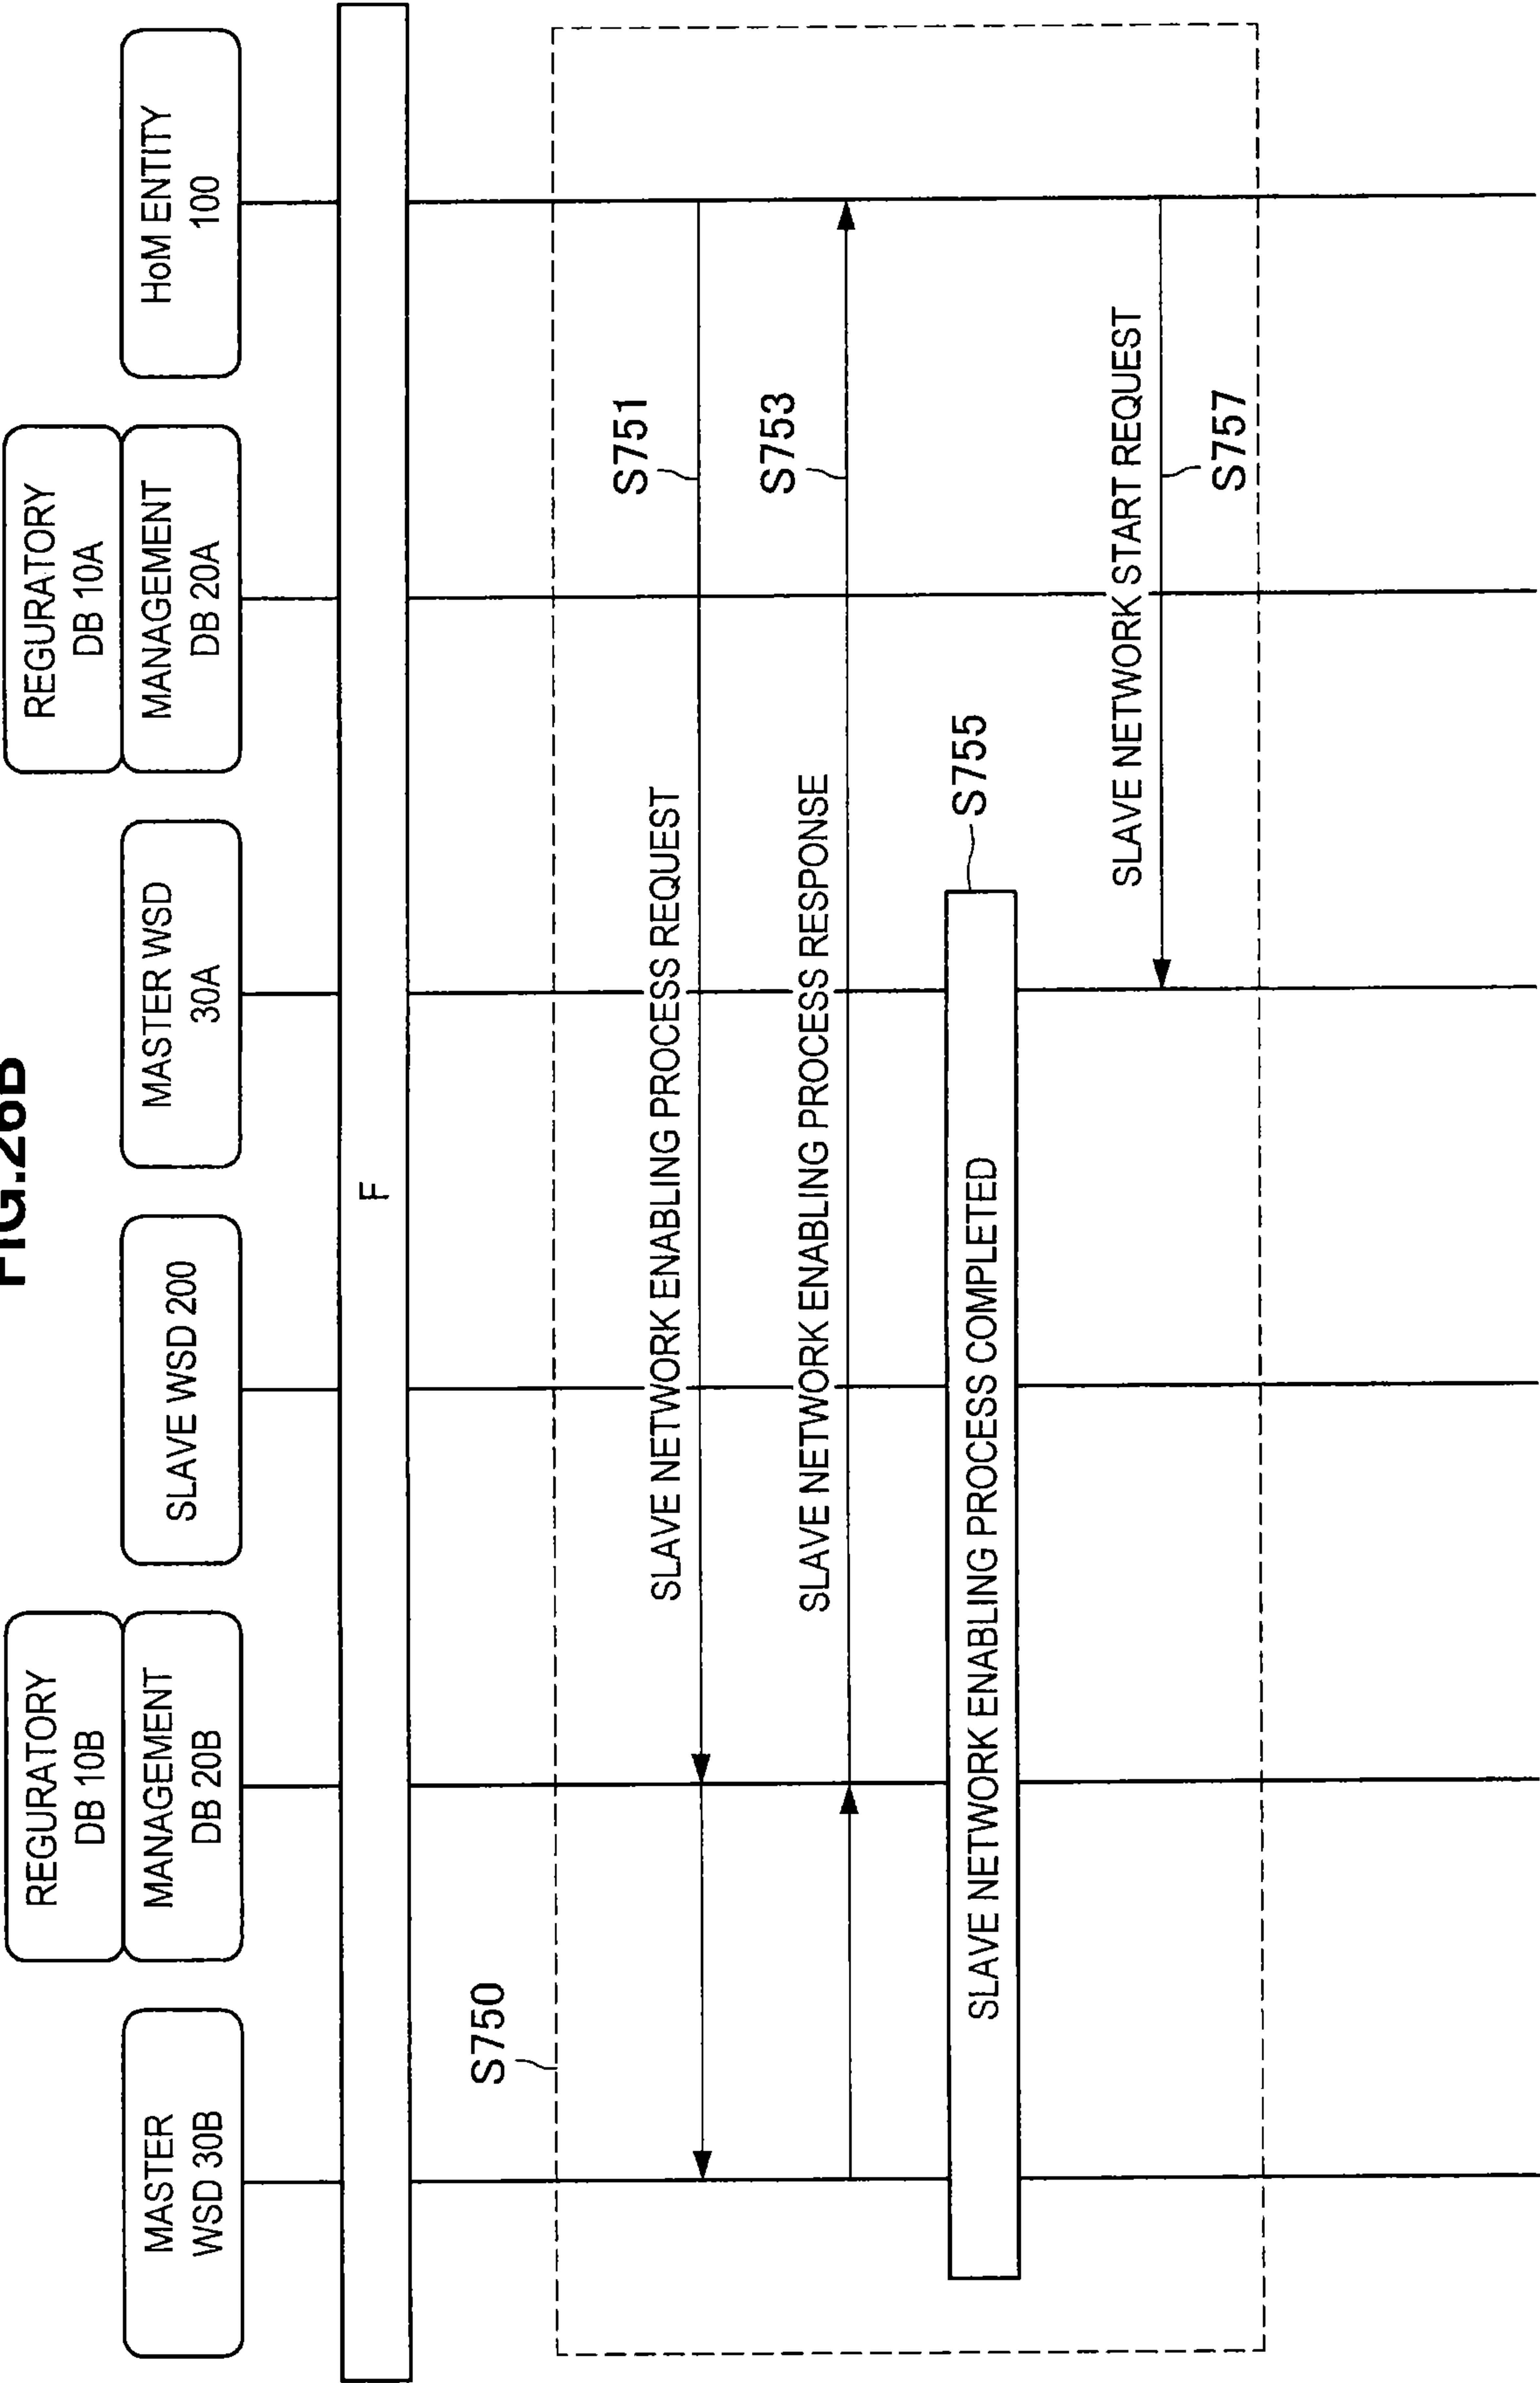 FIG.26B
MASTER
WSD 30B
REGURATORY
DB 10B
MANAGEMENT
DB 20B
SLAVE WSD 200
MASTER WSD
30A
REGURATORY
DB 10A
MANAGEMENT
DB 20A
HoM ENTITY
100
F
S750
SLAVE NETWORK ENABLING PROCESS REQUEST
S751
SLAVE NETWORK ENABLING PROCESS RESPONSE
S753
SLAVE NETWORK ENABLING PROCESS COMPLETED
S755
SLAVE NETWORK START REQUEST
S757